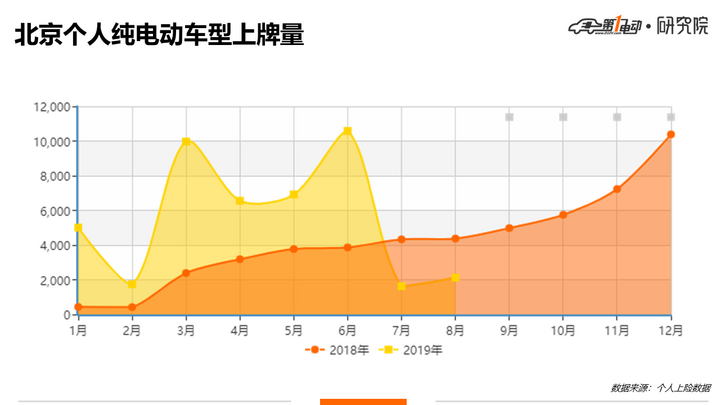 北京个人纯电动车型上牌量
第1电动·研究院
12,000
10,000
8,000
6,000
4,000
2,000
0
1月 2月 3月 4月 5月 6月 7月 8月 9月 10月 11月 12月
2018年 2019年
数据来源：个人上险数据